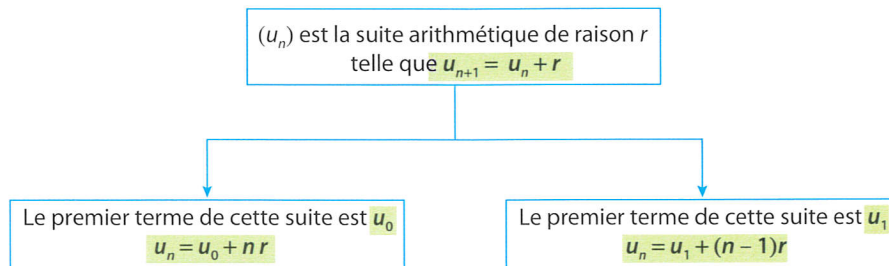 (uₙ) est la suite arithmétique de raison r
telle que uₙ₊₁ = uₙ + r
Le premier terme de cette suite est u₀
uₙ = u₀ + n r
Le premier terme de cette suite est u₁
uₙ = u₁ + (n – 1)r